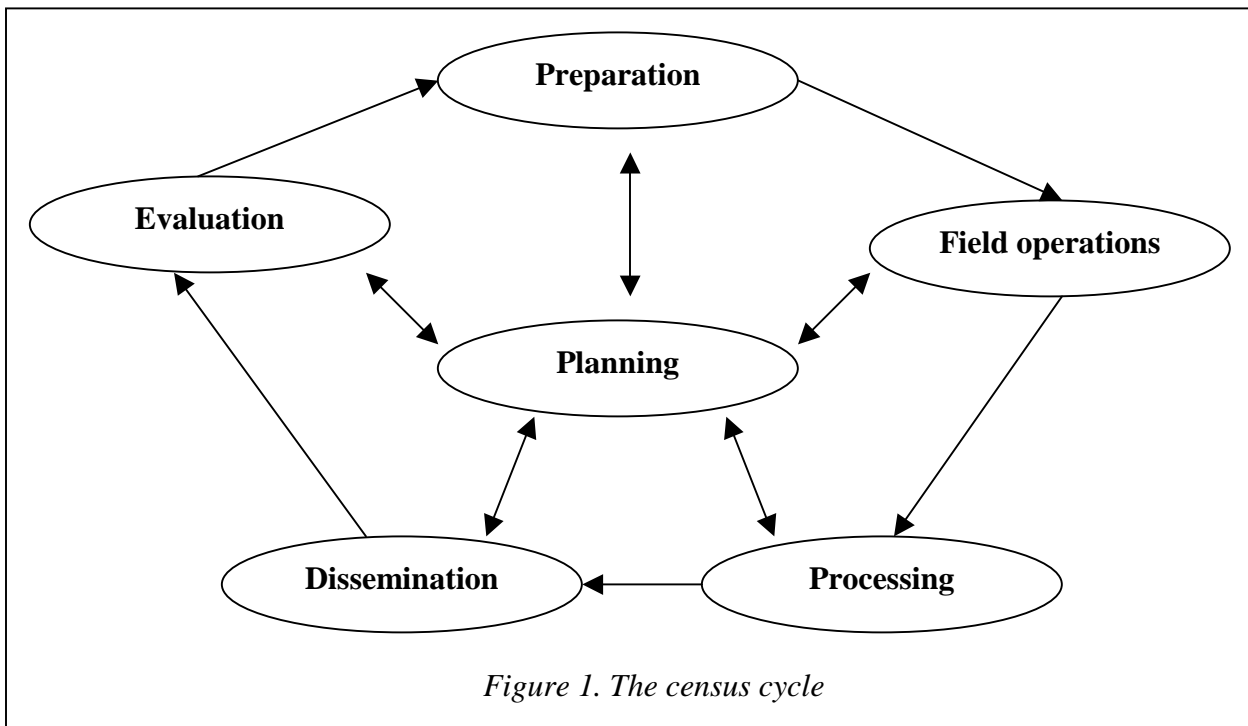 Preparation
Evaluation
Field operations
Planning
Dissemination
Processing
Figure 1. The census cycle